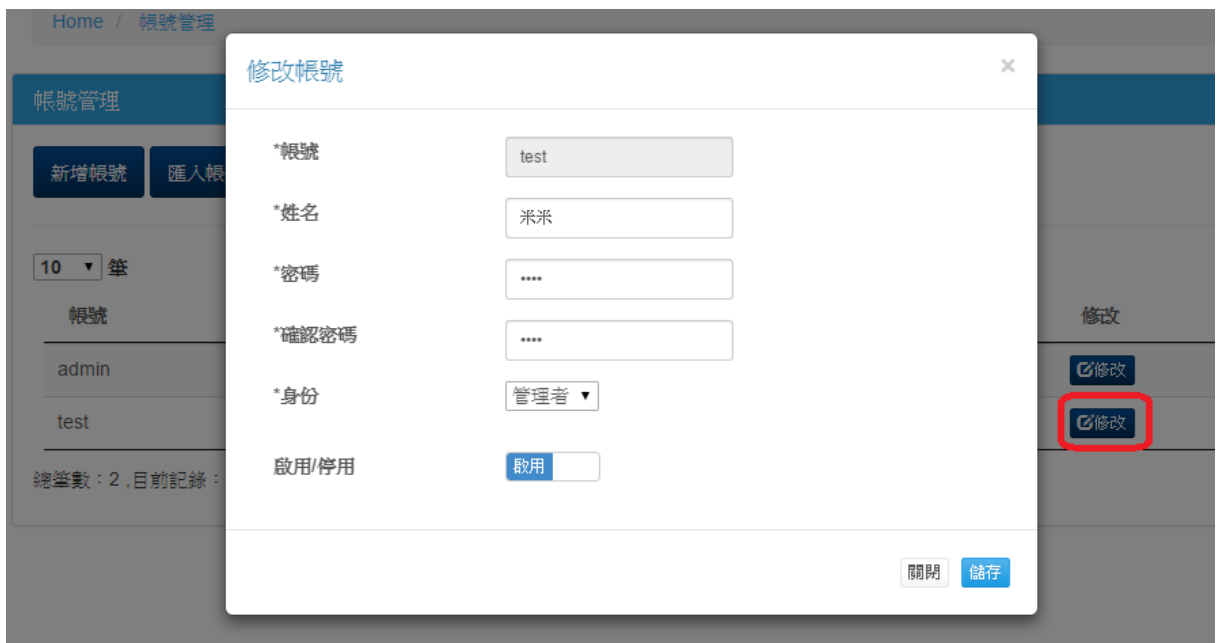 Home / 帳號管理
修改帳號 ×
帳號管理
新增帳號 匯入帳
*帳號 test
*姓名 米米
*密碼 ••••
*確認密碼 ••••
*身份 管理者
啟用/停用 啟用
10 筆
帳號 修改
admin 修改
test 修改
總筆數：2 ,目前記錄：
關閉 儲存